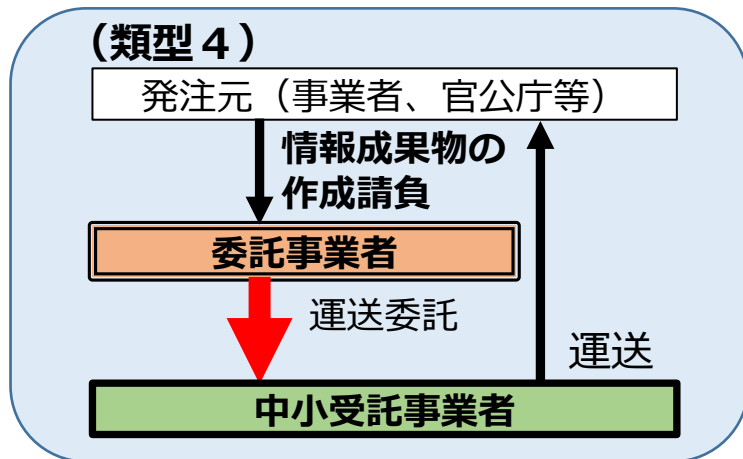 （類型４）
発注元（事業者、官公庁等）
情報成果物の
作成請負
委託事業者
運送委託
運送
中小受託事業者